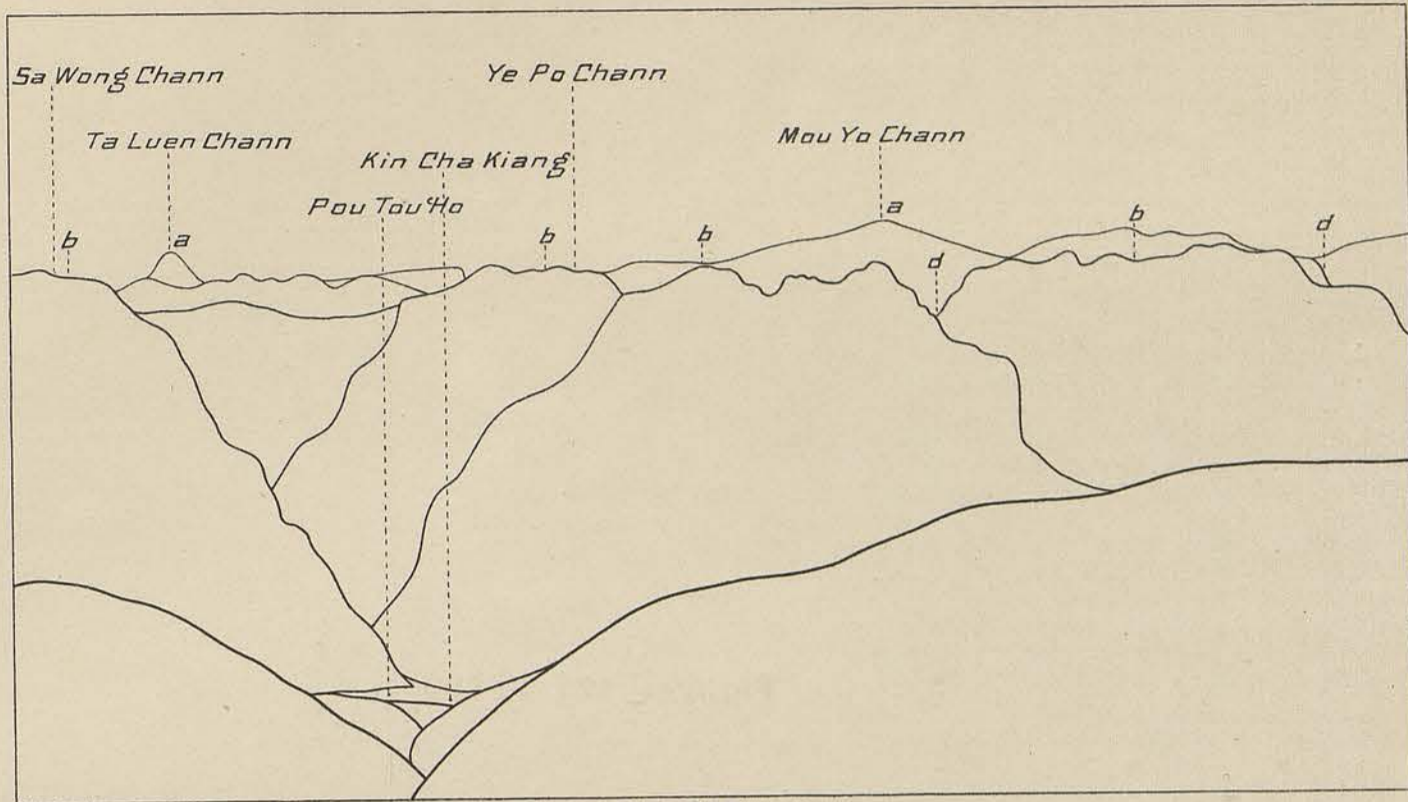 Sa Wong Chann
Ye Po Chann
Ta Luen Chann
Mou Yo Chann
Kin Cha Kiang
Pou Tou Ho
b
a
b
b
a
d
b
d